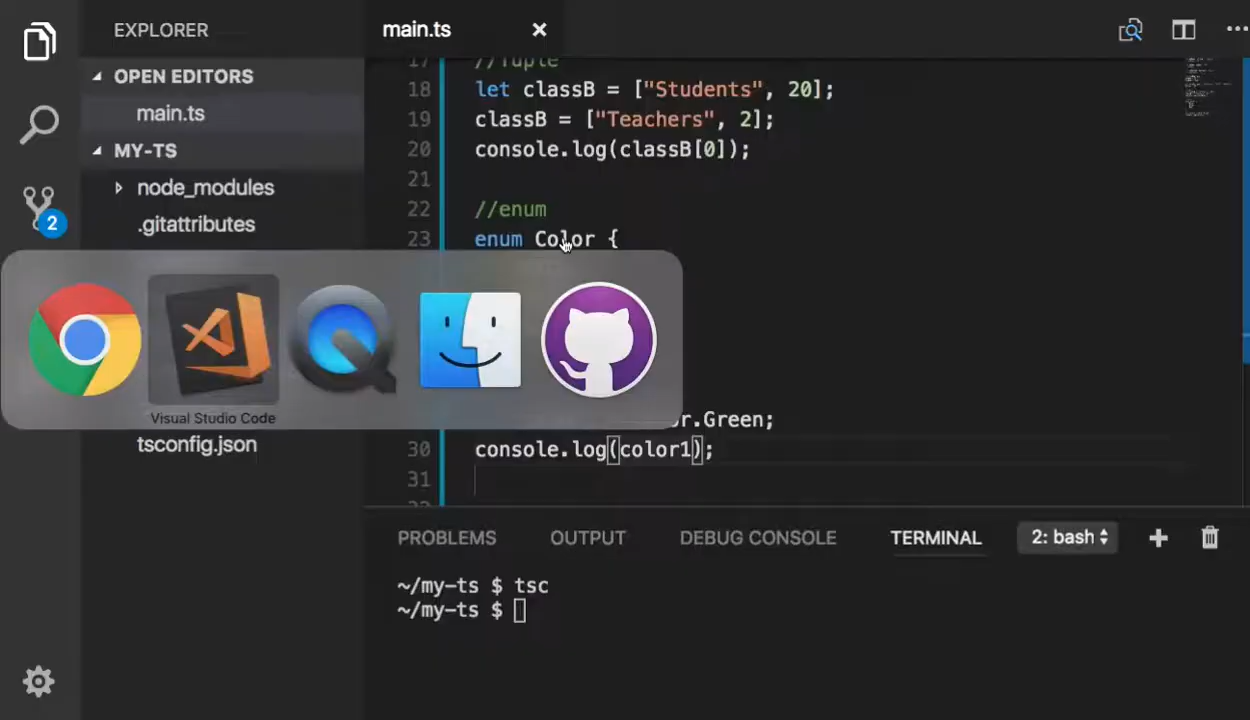 EXPLORER
OPEN EDITORS
main.ts
MY-TS
node_modules
.gitattributes
tsconfig.json
2
main.ts
17 //Tuple
18 let classB = ["Students", 20];
19 classB = ["Teachers", 2];
20 console.log(classB[0]);
21
22 //enum
23 enum Color {
r.Green;
30 console.log(color1);
31
Visual Studio Code
PROBLEMS
OUTPUT
DEBUG CONSOLE
TERMINAL
2: bash
~/my-ts $ tsc
~/my-ts $